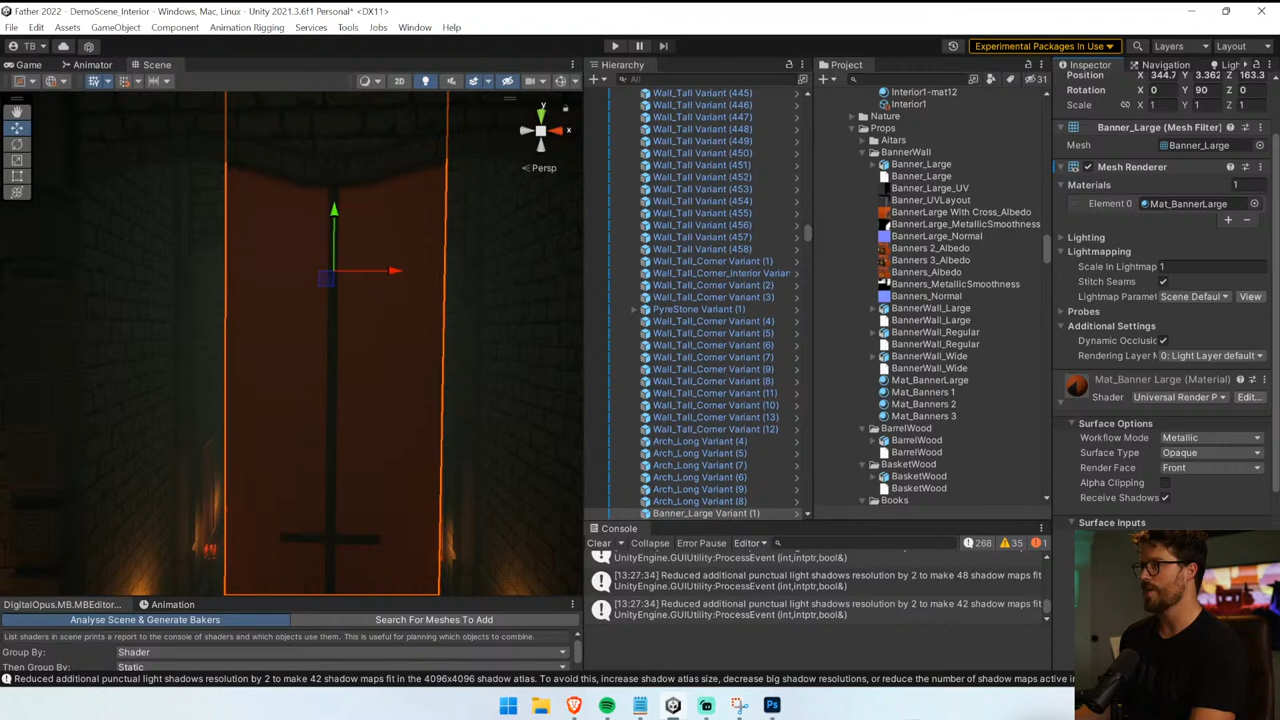 Father 2022 - DemoScene_Interior - Windows, Mac, Linux - Unity 2021.3.6f1 Personal* <DX11>
File Edit Assets GameObject Component Animation Rigging Services Tools Jobs Window Help
TB Experimental Packages In Use Layers Layout
Game Animator Scene
2D
y
x
Persp
Hierarchy
All
Wall_Tall Variant (445)
Wall_Tall Variant (446)
Wall_Tall Variant (447)
Wall_Tall Variant (448)
Wall_Tall Variant (449)
Wall_Tall Variant (450)
Wall_Tall Variant (451)
Wall_Tall Variant (452)
Wall_Tall Variant (453)
Wall_Tall Variant (454)
Wall_Tall Variant (455)
Wall_Tall Variant (456)
Wall_Tall Variant (457)
Wall_Tall Variant (458)
Wall_Tall_Corner Variant (1)
Wall_Tall_Corner_Interior Varian
Wall_Tall_Corner Variant (2)
Wall_Tall_Corner Variant (3)
PyreStone Variant (1)
Wall_Tall_Corner Variant (4)
Wall_Tall_Corner Variant (5)
Wall_Tall_Corner Variant (6)
Wall_Tall_Corner Variant (7)
Wall_Tall_Corner Variant (9)
Wall_Tall_Corner Variant (8)
Wall_Tall_Corner Variant (11)
Wall_Tall_Corner Variant (10)
Wall_Tall_Corner Variant (13)
Wall_Tall_Corner Variant (12)
Arch_Long Variant (4)
Arch_Long Variant (5)
Arch_Long Variant (7)
Arch_Long Variant (6)
Arch_Long Variant (9)
Arch_Long Variant (8)
Banner_Large Variant (1)
Project
31
Interior1-mat12
Interior1
Nature
Props
Altars
BannerWall
Banner_Large
Banner_Large
Banner_Large_UV
Banner_UVLayout
BannerLarge With Cross_Albedo
BannerLarge_MetallicSmoothness
BannerLarge_Normal
Banners 2_Albedo
Banners 3_Albedo
Banners_Albedo
Banners_MetallicSmoothness
Banners_Normal
BannerWall_Large
BannerWall_Large
BannerWall_Regular
BannerWall_Regular
BannerWall_Wide
BannerWall_Wide
Mat_BannerLarge
Mat_Banners 1
Mat_Banners 2
Mat_Banners 3
BarrelWood
BarrelWood
BarrelWood
BasketWood
BasketWood
BasketWood
Books
Inspector Navigation Ligh
Position X 344.7 Y 3.362 Z 163.3
Rotation X 0 Y 90 Z 0
Scale X 1 Y 1 Z 1
Banner_Large (Mesh Filter)
Mesh Banner_Large
Mesh Renderer
Materials 1
Element 0 Mat_BannerLarge
Lighting
Lightmapping
Scale In Lightmap 1
Stitch Seams
Lightmap Paramet Scene Defaul View
Probes
Additional Settings
Dynamic Occlusic
Rendering Layer M 0: Light Layer default
Mat_Banner Large (Material)
Shader Universal Render P Edit...
Surface Options
Workflow Mode Metallic
Surface Type Opaque
Render Face Front
Alpha Clipping
Receive Shadows
Surface Inputs
Console
Clear Collapse Error Pause Editor 268 35 1
UnityEngine.GUIUtility:ProcessEvent (int,intptr,bool&)
[13:27:34] Reduced additional punctual light shadows resolution by 2 to make 48 shadow maps fit
UnityEngine.GUIUtility:ProcessEvent (int,intptr,bool&)
[13:27:34] Reduced additional punctual light shadows resolution by 2 to make 42 shadow maps fit
UnityEngine.GUIUtility:ProcessEvent (int,intptr,bool&)
DigitalOpus.MB.MBEditor... Animation
Analyse Scene & Generate Bakers Search For Meshes To Add
List shaders in scene prints a report to the console of shaders and which objects use them. This is useful for planning which objects to combine.
Group By: Shader
Then Group By: Static
Reduced additional punctual light shadows resolution by 2 to make 42 shadow maps fit in the 4096x4096 shadow atlas. To avoid this, increase shadow atlas size, decrease big shadow resolutions, or reduce the number of shadow maps active in
Ps